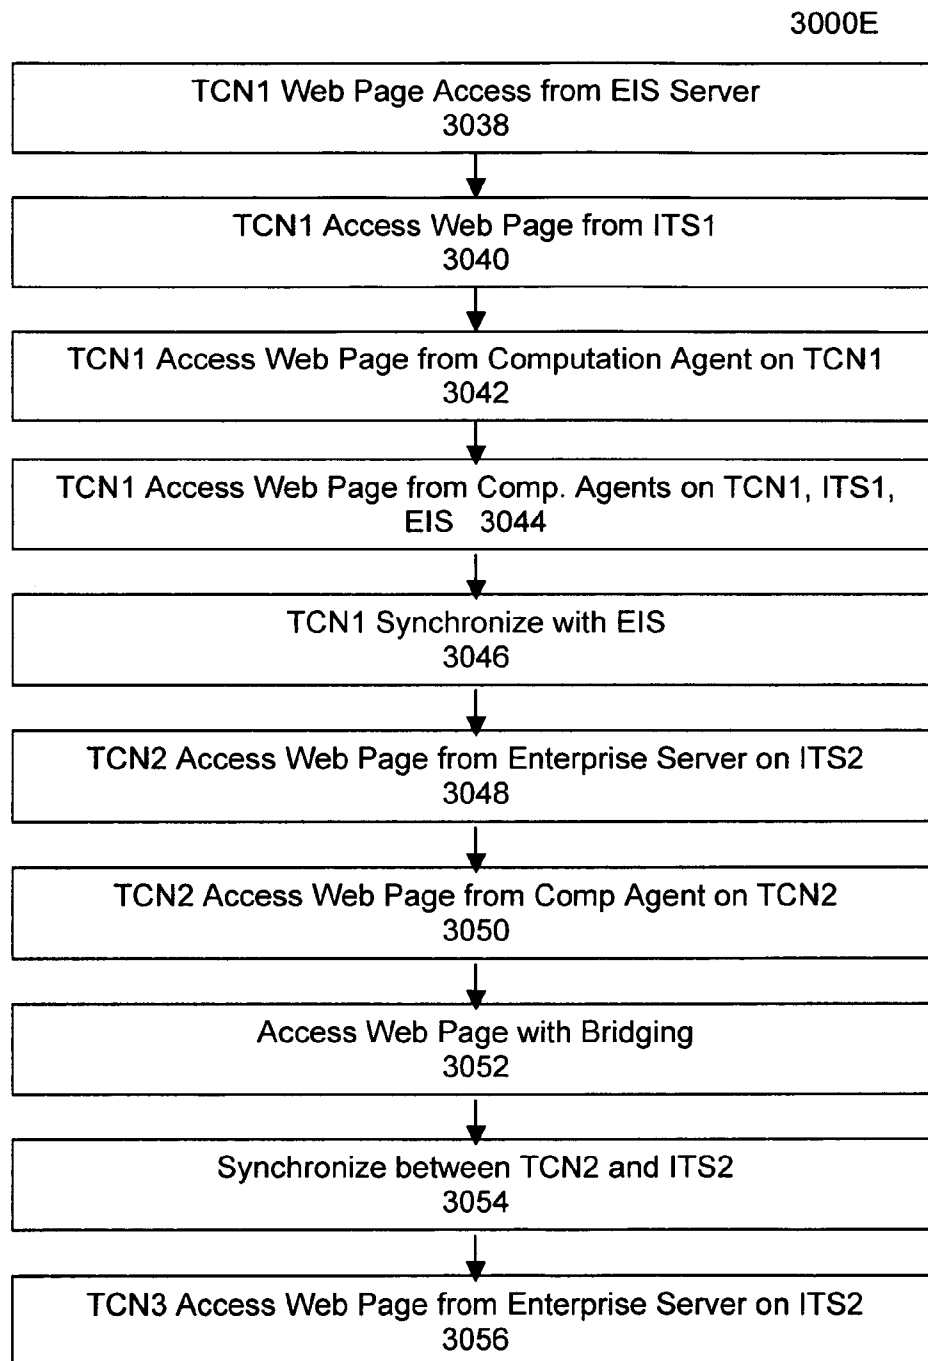 3000E
TCN1 Web Page Access from EIS Server
3038
TCN1 Access Web Page from ITS1
3040
TCN1 Access Web Page from Computation Agent on TCN1
3042
TCN1 Access Web Page from Comp. Agents on TCN1, ITS1,
EIS 3044
TCN1 Synchronize with EIS
3046
TCN2 Access Web Page from Enterprise Server on ITS2
3048
TCN2 Access Web Page from Comp Agent on TCN2
3050
Access Web Page with Bridging
3052
Synchronize between TCN2 and ITS2
3054
TCN3 Access Web Page from Enterprise Server on ITS2
3056